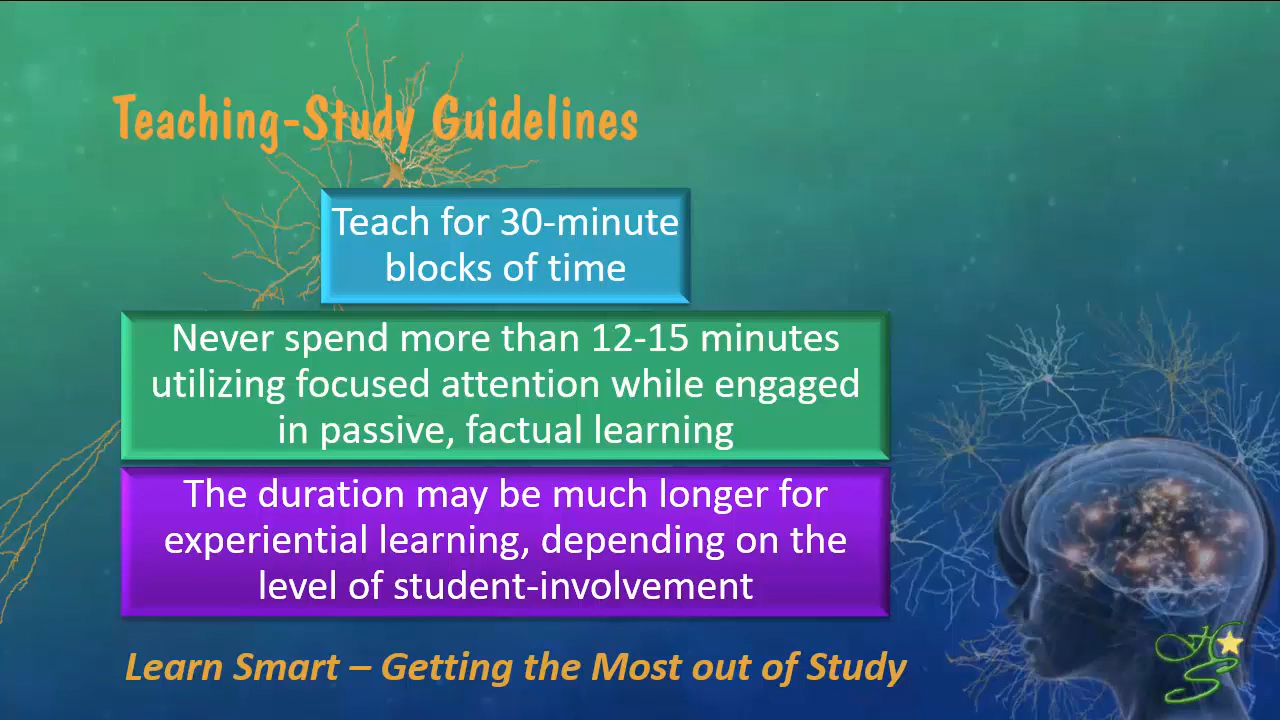 Teaching-Study Guidelines
Teach for 30-minute
blocks of time
Never spend more than 12-15 minutes
utilizing focused attention while engaged
in passive, factual learning
The duration may be much longer for
experiential learning, depending on the
level of student-involvement
Learn Smart – Getting the Most out of Study
HS